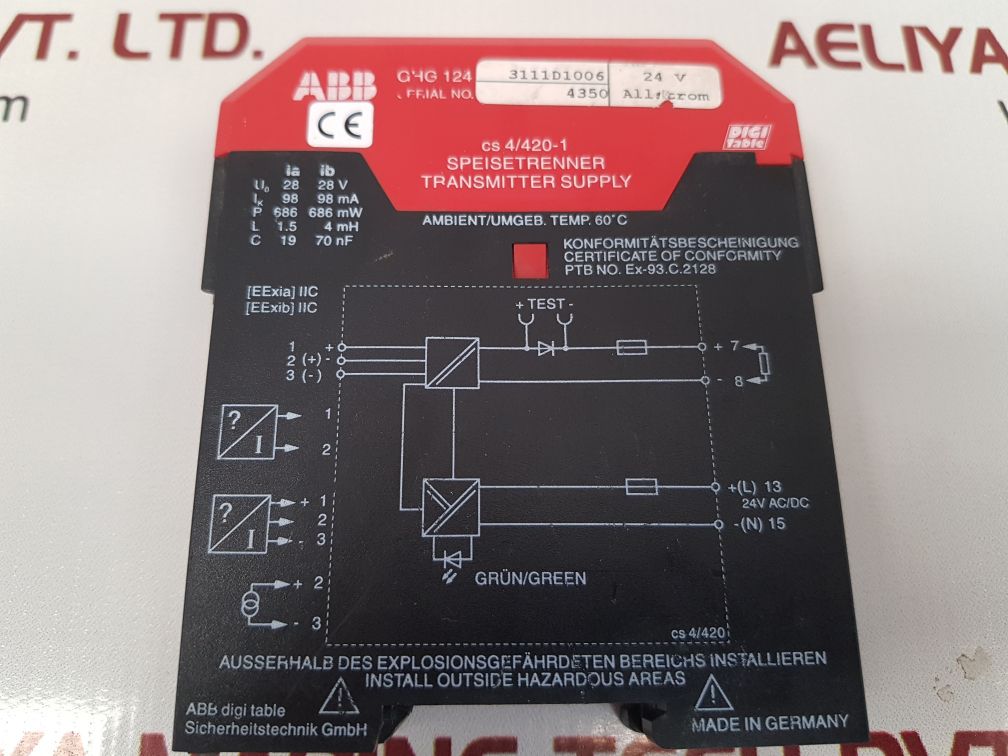 VT. LTD.
AELIYA
m
ABB
GHG 124
3111D1006
24 V
SERIAL NO.
4350
CE
DIGI
table
cs 4/420-1
SPEISETRENNER
TRANSMITTER SUPPLY
ia ib
U₀ 28 28 V
Iₖ 98 98 mA
P 686 686 mW
L 1.5 4 mH
C 19 70 nF
AMBIENT/UMGEB. TEMP. 60°C
KONFORMITÄTSBESCHEINIGUNG
CERTIFICATE OF CONFORMITY
PTB NO. Ex-93.C.2128
[EExia] IIC
[EExib] IIC
+ TEST -
1 +
2 (+) -
3 (-)
+ 7
- 8
? I
1
2
? I
+ 1
2
- 3
+ 2
- 3
+(L) 13
24V AC/DC
-(N) 15
GRÜN/GREEN
cs 4/420
AUSSERHALB DES EXPLOSIONSGEFÄHRDETEN BEREICHS INSTALLIEREN
INSTALL OUTSIDE HAZARDOUS AREAS
ABB digi table
Sicherheitstechnik GmbH
MADE IN GERMANY